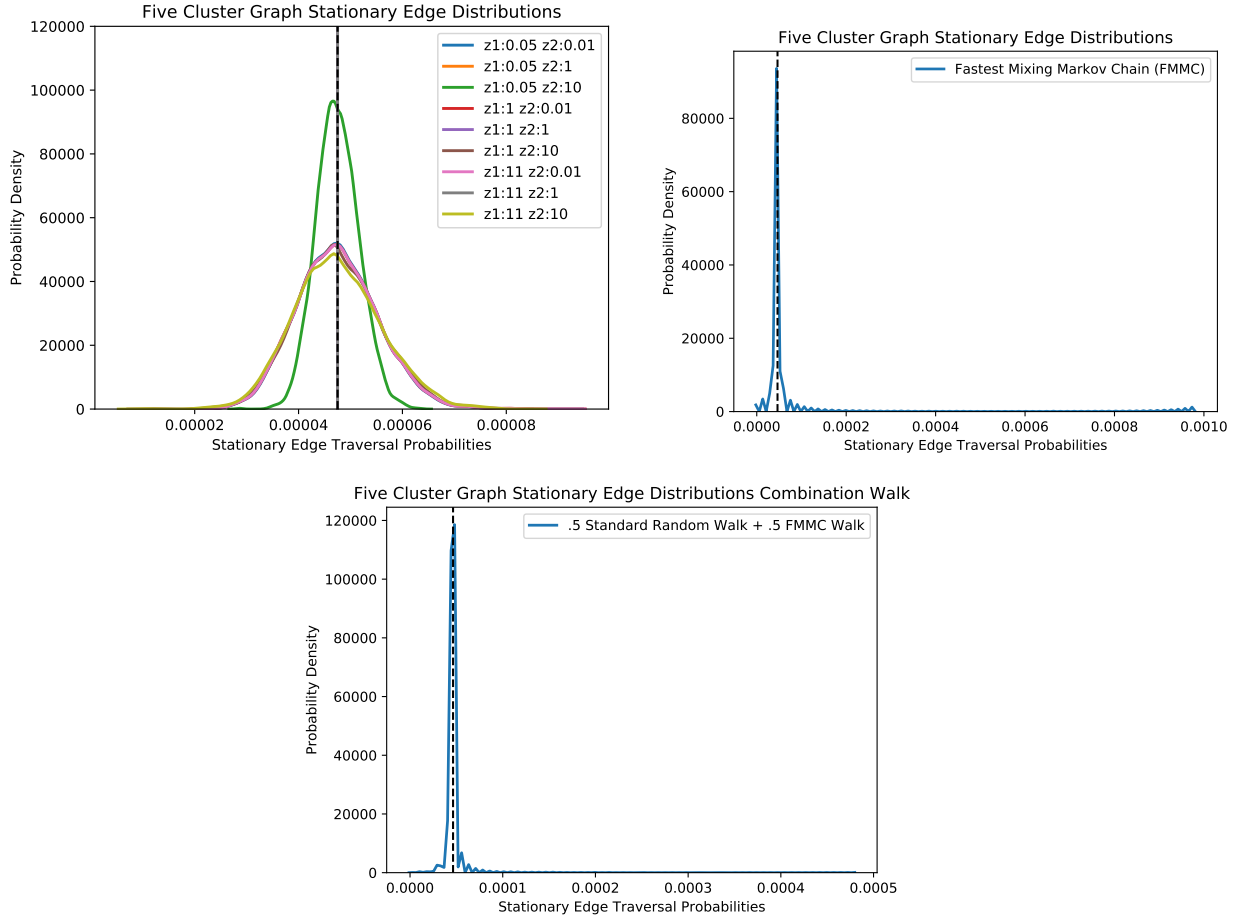 Five Cluster Graph Stationary Edge Distributions
120000
100000
80000
60000
40000
20000
0
Probability Density
z1:0.05 z2:0.01
z1:0.05 z2:1
z1:0.05 z2:10
z1:1 z2:0.01
z1:1 z2:1
z1:1 z2:10
z1:11 z2:0.01
z1:11 z2:1
z1:11 z2:10
0.00002 0.00004 0.00006 0.00008
Stationary Edge Traversal Probabilities
Five Cluster Graph Stationary Edge Distributions
Fastest Mixing Markov Chain (FMMC)
80000
60000
40000
20000
0
Probability Density
0.0000 0.0002 0.0004 0.0006 0.0008 0.0010
Stationary Edge Traversal Probabilities
Five Cluster Graph Stationary Edge Distributions Combination Walk
.5 Standard Random Walk + .5 FMMC Walk
120000
100000
80000
60000
40000
20000
0
Probability Density
0.0000 0.0001 0.0002 0.0003 0.0004 0.0005
Stationary Edge Traversal Probabilities